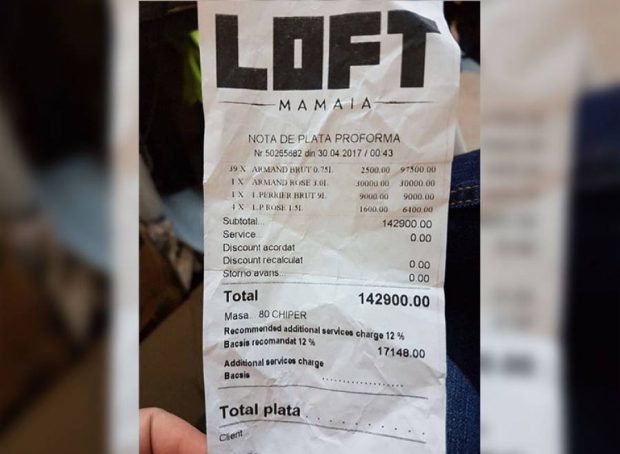 LOFT
MAMAIA
NOTA DE PLATA PROFORMA
Nr 50255682 din 30.04.2017 / 00:43
39 X ARMAND BRUT 0.75L 2500.00 97500.00
1 X ARMAND ROSE 3.0L 30000.00 30000.00
1 X L.PERRIER BRUT 9L 9000.00 9000.00
4 X L.P ROSE 1.5L 1600.00 6400.00
Subtotal... 142900.00
Service... 0.00
Discount acordat
Discount recalculat 0.00
Storno avans... 0.00
Total 142900.00
Masa.. 80 CHIPER
Recommended additional services charge 12 %
Bacsis recomandat 12 %
17148.00
Additional services charge
Bacsis
Total plata
Client